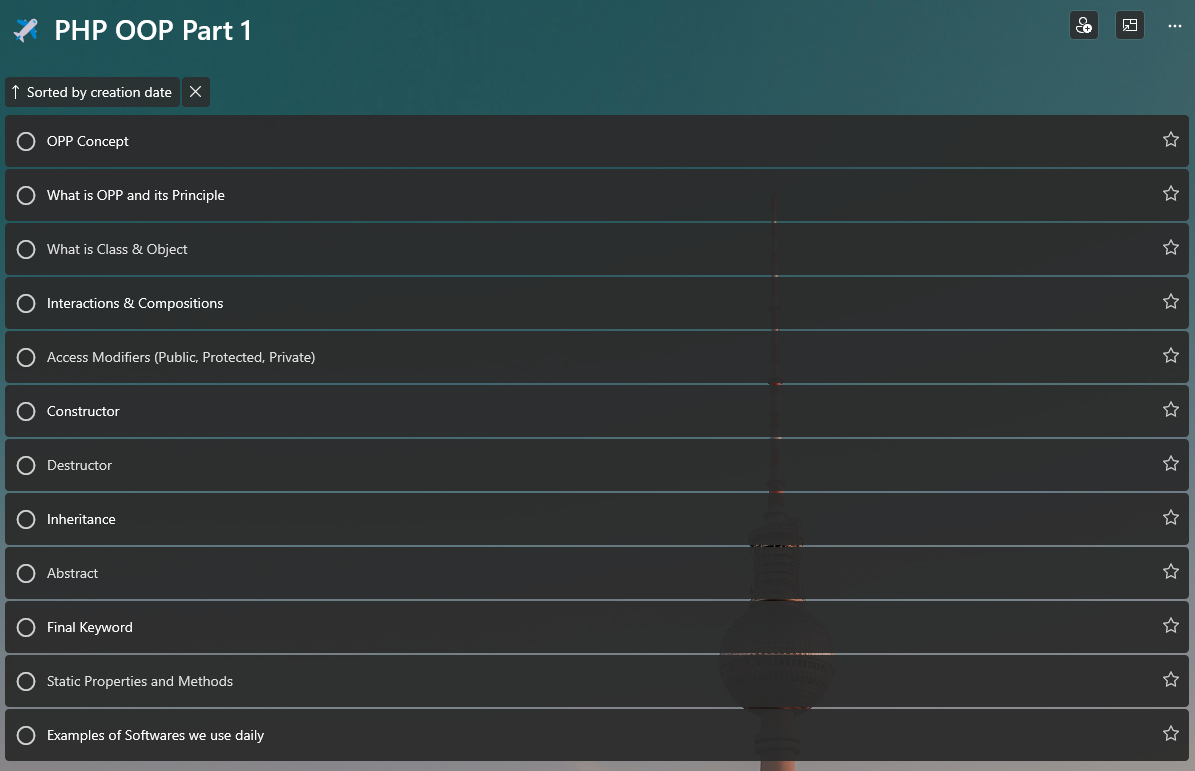 PHP OOP Part 1
Sorted by creation date
OPP Concept
What is OPP and its Principle
What is Class & Object
Interactions & Compositions
Access Modifiers (Public, Protected, Private)
Constructor
Destructor
Inheritance
Abstract
Final Keyword
Static Properties and Methods
Examples of Softwares we use daily